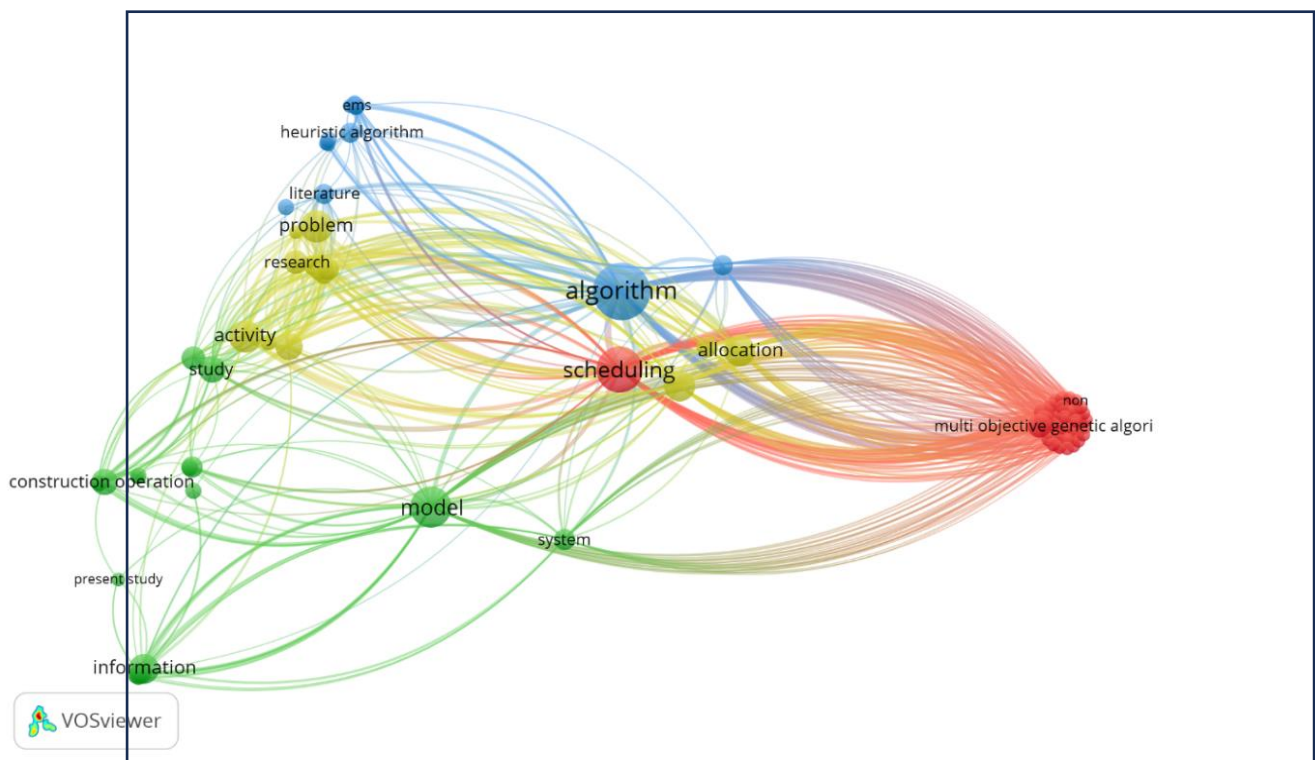 ems
heuristic algorithm
literature
problem
research
algorithm
activity
allocation
study
scheduling
non
multi objective genetic algori
construction operation
model
system
present study
information
VOSviewer